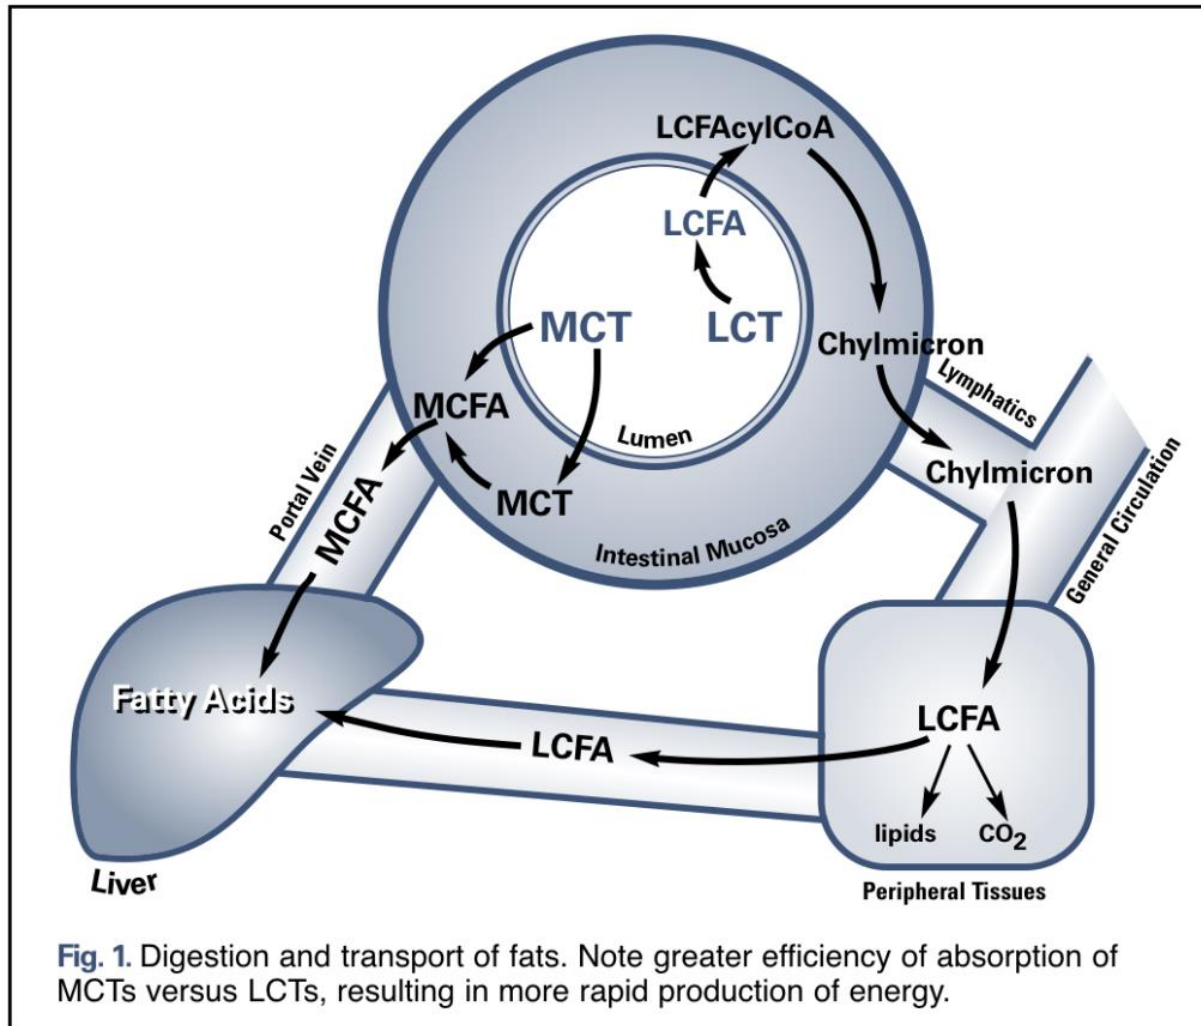 LCFAcylCoA
LCFA
MCT
LCT
Chylmicron
Lymphatics
MCFA
Lumen
Portal Vein
MCFA
MCT
Chylmicron
Intestinal Mucosa
General Circulation
Fatty Acids
LCFA
LCFA
lipids
CO2
Liver
Peripheral Tissues
Fig. 1. Digestion and transport of fats. Note greater efficiency of absorption of
MCTs versus LCTs, resulting in more rapid production of energy.